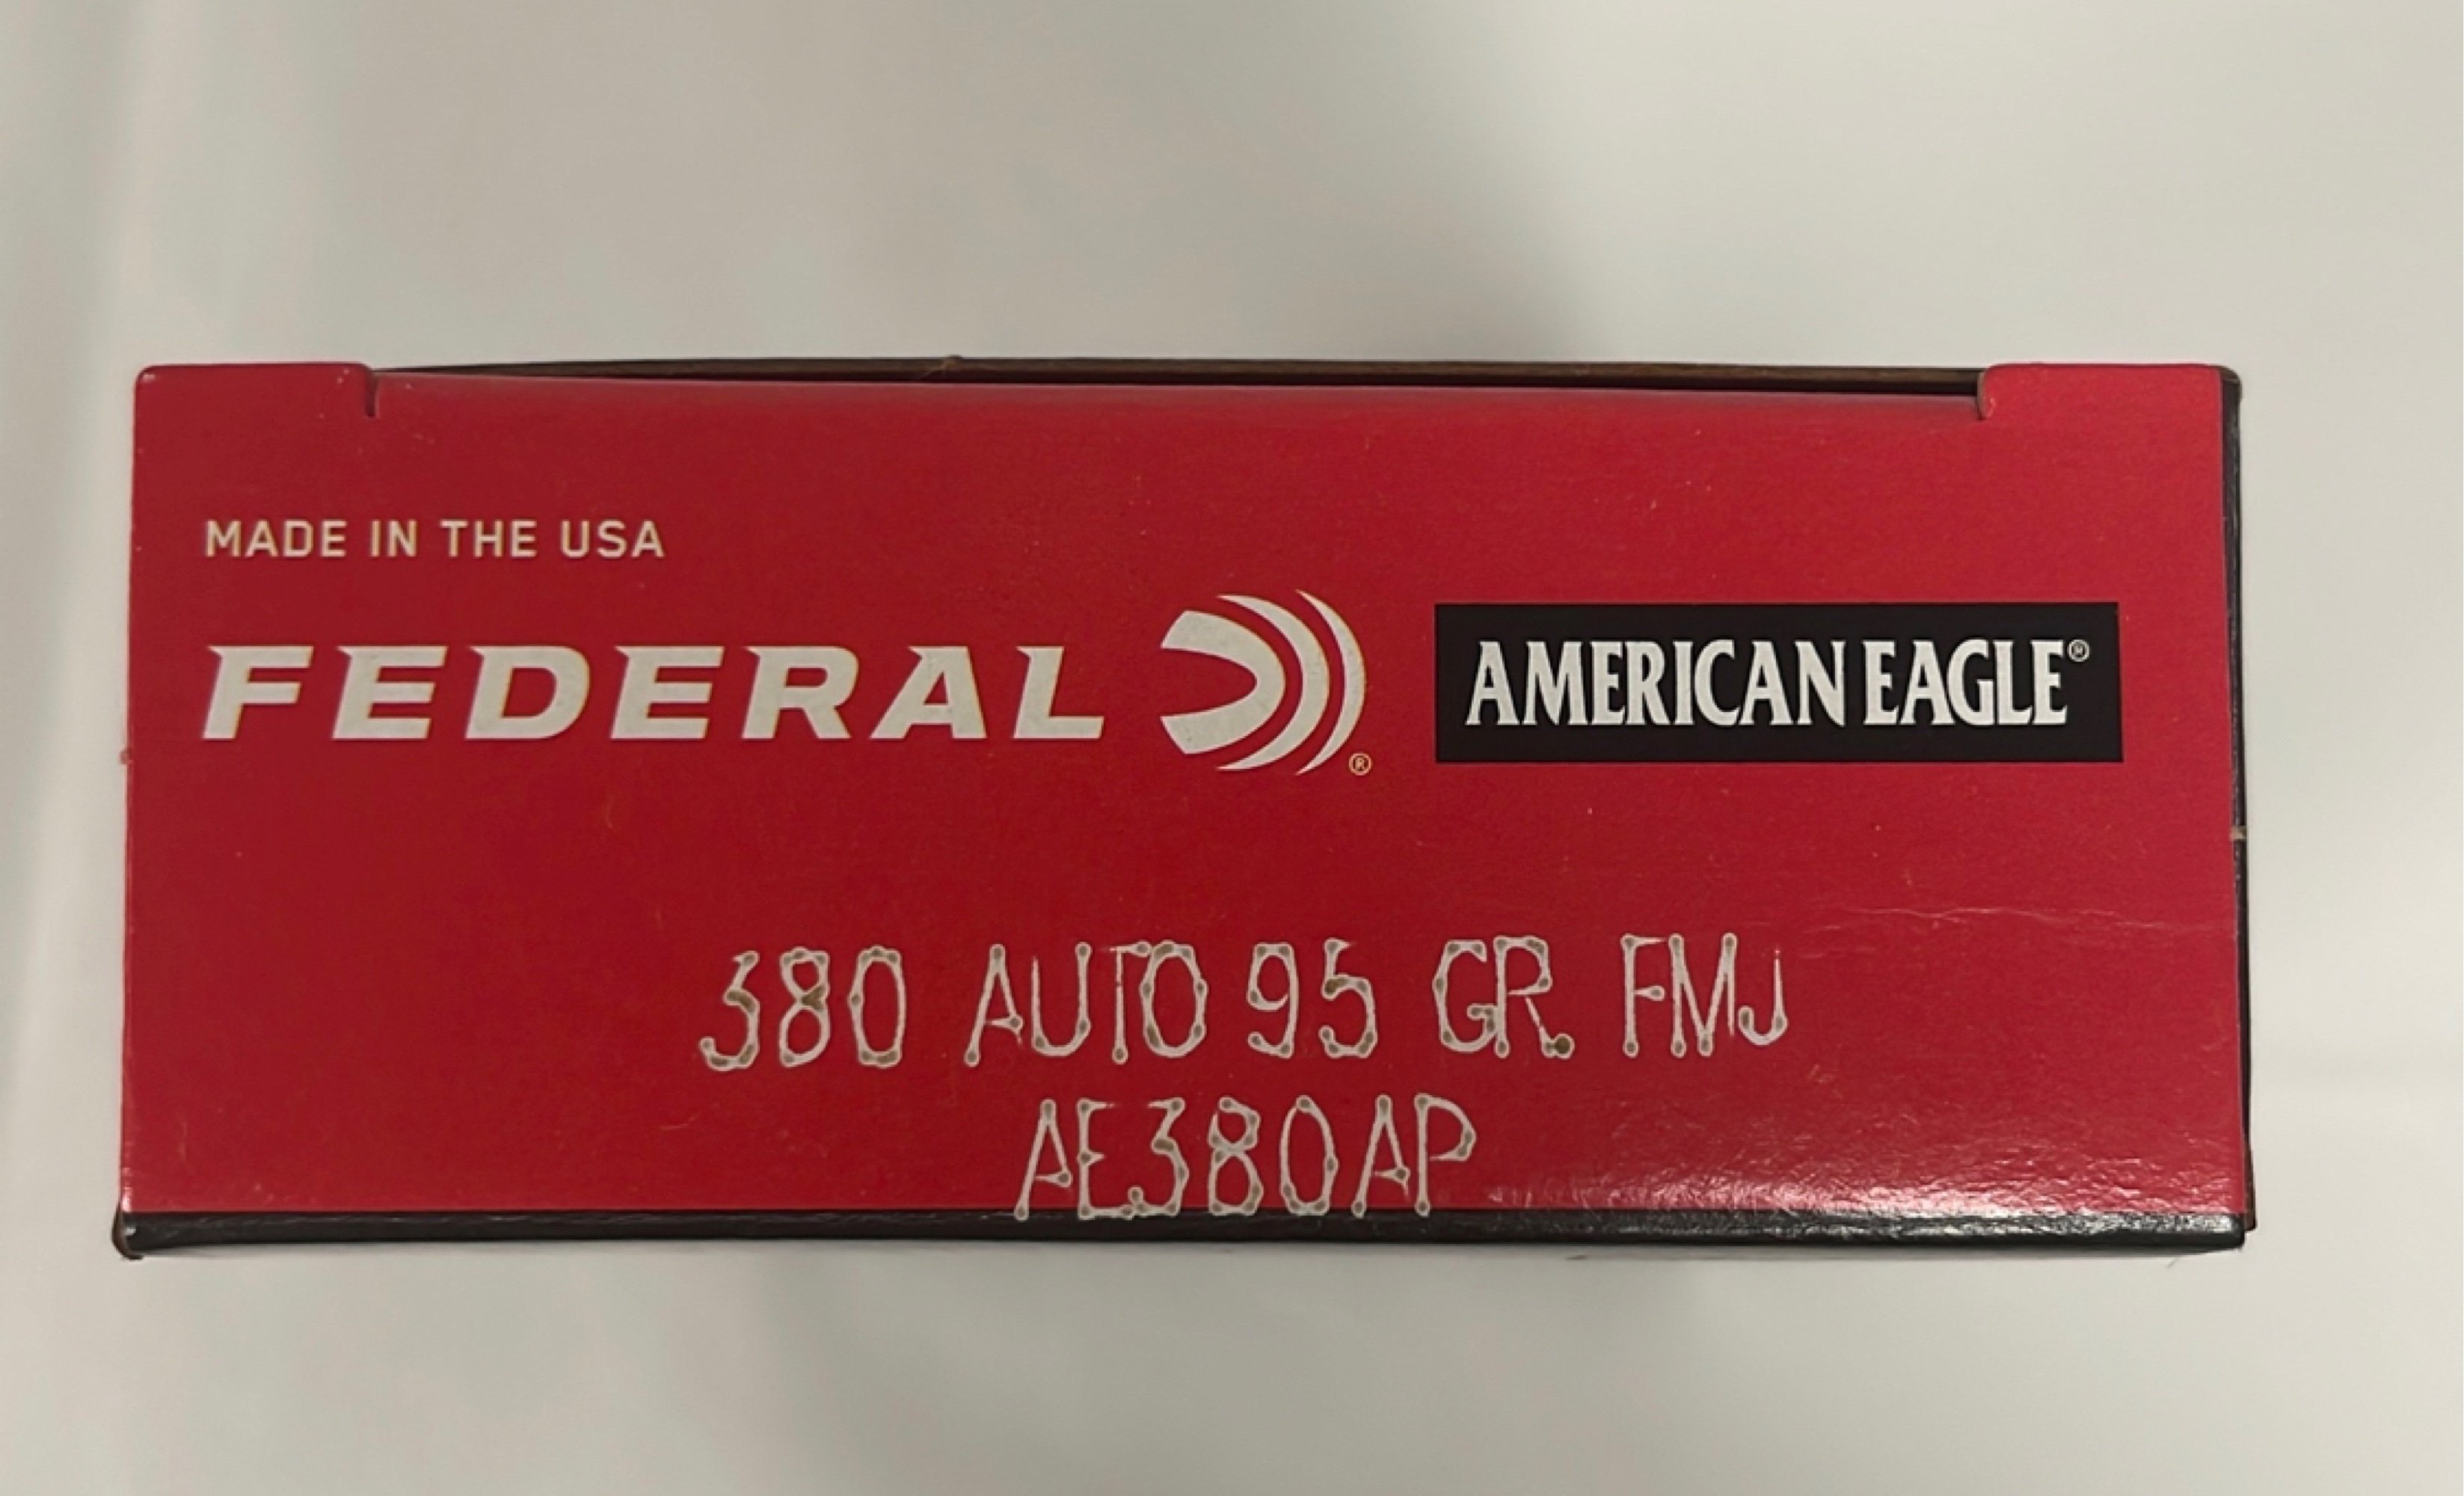 MADE IN THE USA
FEDERAL ® AMERICAN EAGLE®
380 AUTO 95 GR. FMJ
AE380AP